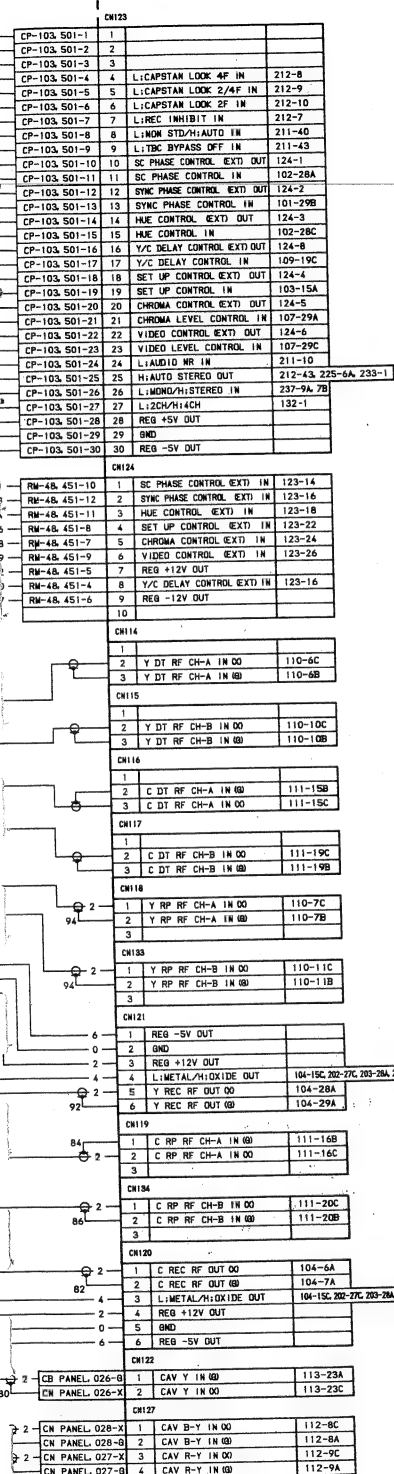 CN123
CP-103, 501-1 1
CP-103, 501-2 2
CP-103, 501-3 3
CP-103, 501-4 4 L:CAPSTAN LOOK 4F IN 212-8
CP-103, 501-5 5 L:CAPSTAN LOOK 2/4F IN 212-9
CP-103, 501-6 6 L:CAPSTAN LOOK 2F IN 212-10
CP-103, 501-7 7 L:REC INHIBIT IN 212-7
CP-103, 501-8 8 L:NON STD/H:AUTO IN 211-40
CP-103, 501-9 9 L:TBC BYPASS OFF IN 211-43
CP-103, 501-10 10 SC PHASE CONTROL (EXT) OUT 124-1
CP-103, 501-11 11 SC PHASE CONTROL IN 102-28A
CP-103, 501-12 12 SYNC PHASE CONTROL (EXT) OUT 124-2
CP-103, 501-13 13 SYNC PHASE CONTROL IN 101-29B
CP-103, 501-14 14 HUE CONTROL (EXT) OUT 124-3
CP-103, 501-15 15 HUE CONTROL IN 102-28C
CP-103, 501-16 16 Y/C DELAY CONTROL (EXT) OUT 124-8
CP-103, 501-17 17 Y/C DELAY CONTROL IN 109-19C
CP-103, 501-18 18 SET UP CONTROL (EXT) OUT 124-4
CP-103, 501-19 19 SET UP CONTROL IN 103-15A
CP-103, 501-20 20 CHROMA CONTROL (EXT) OUT 124-5
CP-103, 501-21 21 CHROMA LEVEL CONTROL IN 107-29A
CP-103, 501-22 22 VIDEO CONTROL (EXT) OUT 124-6
CP-103, 501-23 23 VIDEO LEVEL CONTROL IN 107-29C
CP-103, 501-24 24 L:AUDIO NR IN 211-10
CP-103, 501-25 25 H:AUTO STEREO OUT 212-43, 225-6A, 233-1
CP-103, 501-26 26 L:MONO/H:STEREO IN 237-9A, 7B
CP-103, 501-27 27 L:2CH/H:4CH 132-1
CP-103, 501-28 28 REG +5V OUT
CP-103, 501-29 29 GND
CP-103, 501-30 30 REG -5V OUT
CN124
RM-48, 451-10 1 SC PHASE CONTROL (EXT) IN 123-14
RM-48, 451-12 2 SYNC PHASE CONTROL (EXT) IN 123-16
RM-48, 451-11 3 HUE CONTROL (EXT) IN 123-18
RM-48, 451-8 4 SET UP CONTROL (EXT) IN 123-22
RM-48, 451-7 5 CHROMA CONTROL (EXT) IN 123-24
RM-48, 451-9 6 VIDEO CONTROL (EXT) IN 123-26
RM-48, 451-5 7 REG +12V OUT
RM-48, 451-4 8 Y/C DELAY CONTROL (EXT) IN 123-16
RM-48, 451-6 9 REG -12V OUT
10
CN114
1
2 Y DT RF CH-A IN (X) 110-6C
3 Y DT RF CH-A IN (G) 110-6B
CN115
1
2 Y DT RF CH-B IN (X) 110-10C
3 Y DT RF CH-B IN (G) 110-10B
CN116
1
2 C DT RF CH-A IN (G) 111-15B
3 C DT RF CH-A IN (X) 111-15C
CN117
1
2 C DT RF CH-B IN (X) 111-19C
3 C DT RF CH-B IN (G) 111-19B
CN118
2 1 Y RP RF CH-A IN (X) 110-7C
94 2 Y RP RF CH-A IN (G) 110-7B
3
CN133
2 1 Y RP RF CH-B IN (X) 110-11C
94 2 Y RP RF CH-B IN (G) 110-11B
3
CN121
6 1 REG -5V OUT
0 2 GND
2 3 REG +12V OUT
4 4 L:METAL/H:OXIDE OUT 104-15C, 202-27C, 203-28A, 2
2 5 Y REC RF OUT (X) 104-28A
92 6 Y REC RF OUT (G) 104-29A
CN119
84 1 C RP RF CH-A IN (G) 111-16B
2 2 C RP RF CH-A IN (X) 111-16C
3
CN134
2 1 C RP RF CH-B IN (X) 111-20C
86 2 C RP RF CH-B IN (G) 111-20B
3
CN120
2 1 C REC RF OUT (X) 104-6A
82 2 C REC RF OUT (G) 104-7A
4 3 L:METAL/H:OXIDE OUT 104-15C, 202-27C, 203-28A
2 4 REG +12V OUT
0 5 GND
6 6 REG -5V OUT
CN122
2 CB PANEL, 026-G 1 CAV Y IN (G) 113-23A
80 CN PANEL, 026-X 2 CAV Y IN (X) 113-23C
CN127
2 CN PANEL, 028-X 1 CAV B-Y IN (X) 112-8C
CN PANEL, 028-G 2 CAV B-Y IN (G) 112-8A
2 CN PANEL, 027-X 3 CAV R-Y IN (X) 112-9C
CN PANEL, 027-G 4 CAV R-Y IN (G) 112-9A